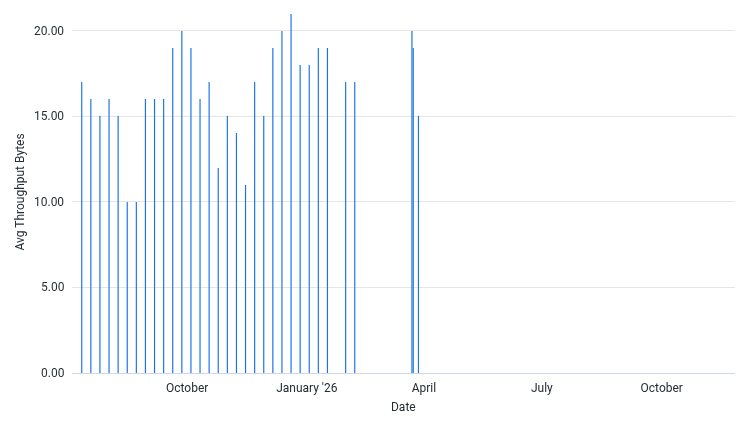 20.00
15.00
10.00
5.00
0.00
Avg Throughput Bytes
October
January '26
April
July
October
Date